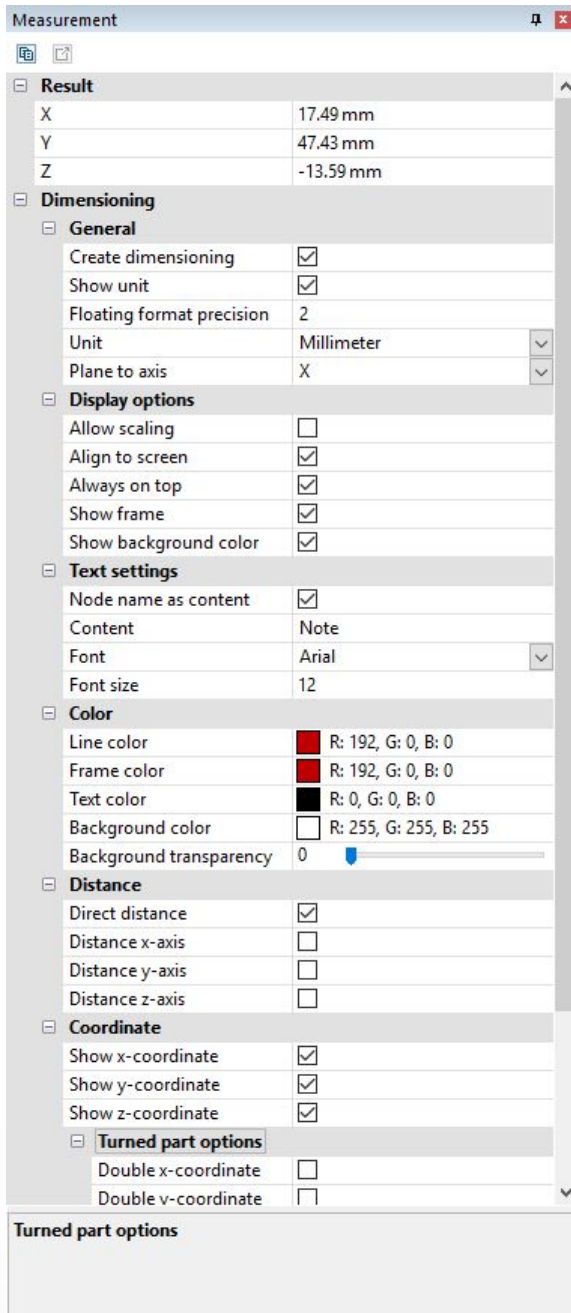 Measurement
Result
X 17.49 mm
Y 47.43 mm
Z -13.59 mm
Dimensioning
General
Create dimensioning
Show unit
Floating format precision 2
Unit Millimeter
Plane to axis X
Display options
Allow scaling
Align to screen
Always on top
Show frame
Show background color
Text settings
Node name as content
Content Note
Font Arial
Font size 12
Color
Line color R: 192, G: 0, B: 0
Frame color R: 192, G: 0, B: 0
Text color R: 0, G: 0, B: 0
Background color R: 255, G: 255, B: 255
Background transparency 0
Distance
Direct distance
Distance x-axis
Distance y-axis
Distance z-axis
Coordinate
Show x-coordinate
Show y-coordinate
Show z-coordinate
Turned part options
Double x-coordinate
Double y-coordinate
Turned part options